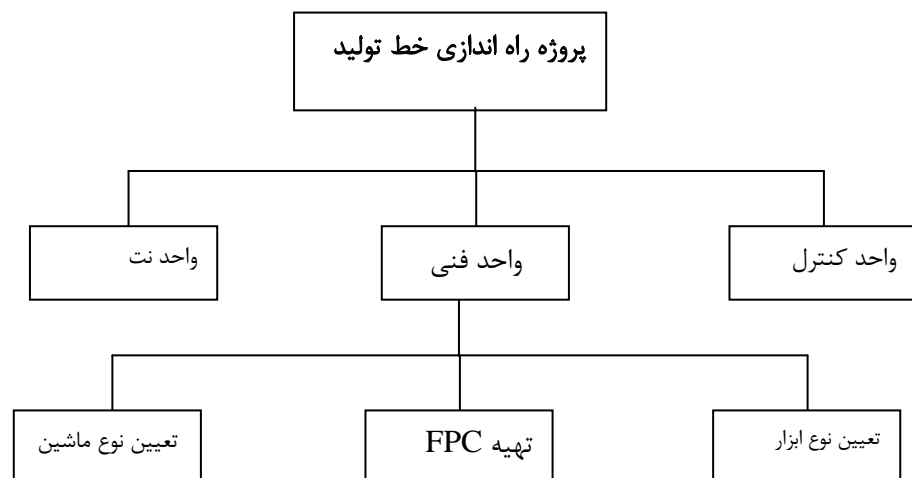 پروژه راه اندازی خط تولید
واحد کنترل
واحد فنی
واحد نت
تعیین نوع ابزار
تهیه FPC
تعیین نوع ماشین